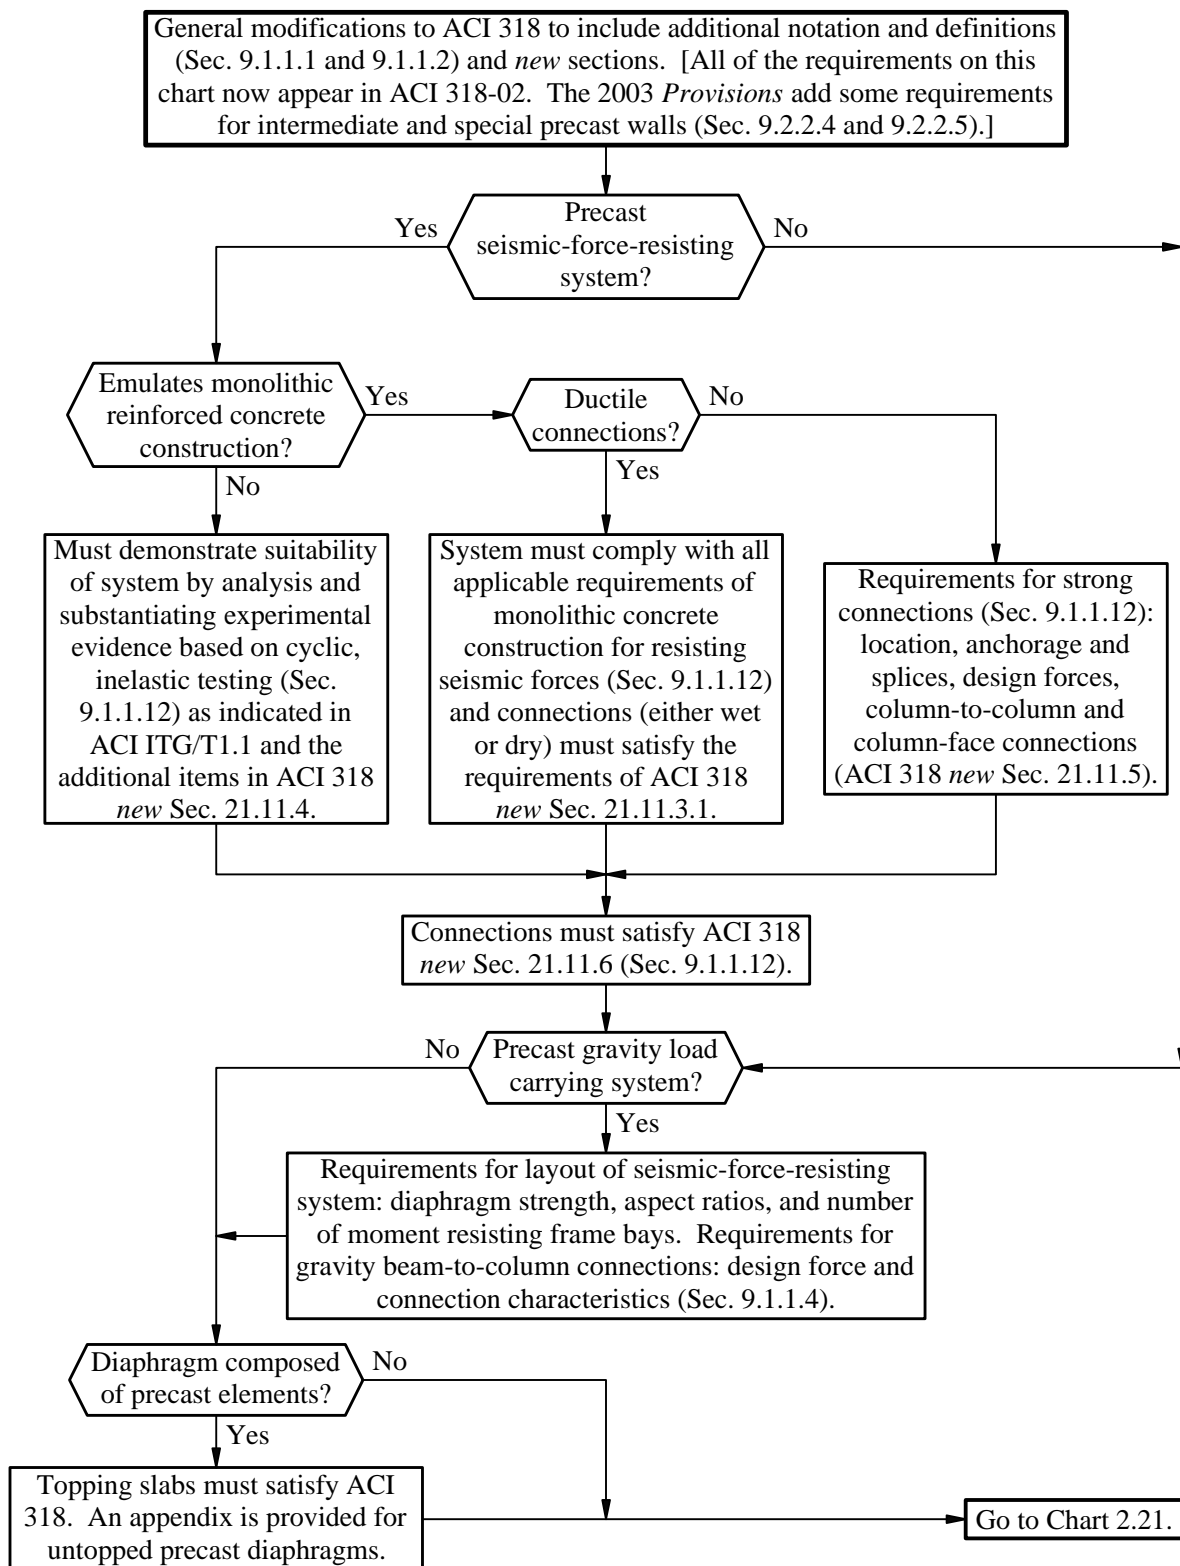 General modifications to ACI 318 to include additional notation and definitions
(Sec. 9.1.1.1 and 9.1.1.2) and new sections. [All of the requirements on this
chart now appear in ACI 318-02. The 2003 Provisions add some requirements
for intermediate and special precast walls (Sec. 9.2.2.4 and 9.2.2.5).]
Precast
seismic-force-resisting
system?
Yes
No
Emulates monolithic
reinforced concrete
construction?
Yes
No
Ductile
connections?
No
Yes
Must demonstrate suitability
of system by analysis and
substantiating experimental
evidence based on cyclic,
inelastic testing (Sec.
9.1.1.12) as indicated in
ACI ITG/T1.1 and the
additional items in ACI 318
new Sec. 21.11.4.
System must comply with all
applicable requirements of
monolithic concrete
construction for resisting
seismic forces (Sec. 9.1.1.12)
and connections (either wet
or dry) must satisfy the
requirements of ACI 318
new Sec. 21.11.3.1.
Requirements for strong
connections (Sec. 9.1.1.12):
location, anchorage and
splices, design forces,
column-to-column and
column-face connections
(ACI 318 new Sec. 21.11.5).
Connections must satisfy ACI 318
new Sec. 21.11.6 (Sec. 9.1.1.12).
No
Precast gravity load
carrying system?
Yes
Requirements for layout of seismic-force-resisting
system: diaphragm strength, aspect ratios, and number
of moment resisting frame bays. Requirements for
gravity beam-to-column connections: design force and
connection characteristics (Sec. 9.1.1.4).
Diaphragm composed
of precast elements?
No
Yes
Topping slabs must satisfy ACI
318. An appendix is provided for
untopped precast diaphragms.
Go to Chart 2.21.